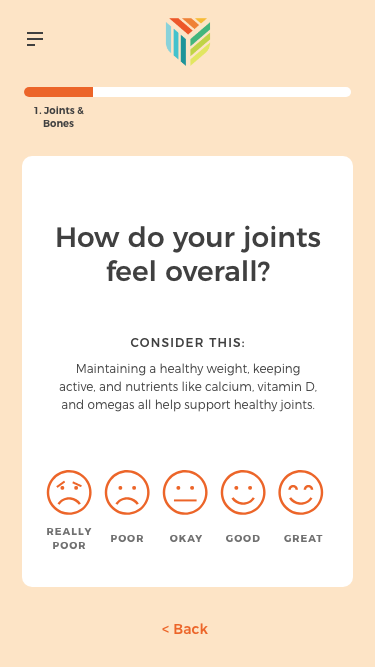 1. Joints &
Bones
How do your joints
feel overall?
CONSIDER THIS:
Maintaining a healthy weight, keeping
active, and nutrients like calcium, vitamin D,
and omegas all help support healthy joints.
REALLY
POOR
POOR
OKAY
GOOD
GREAT
< Back